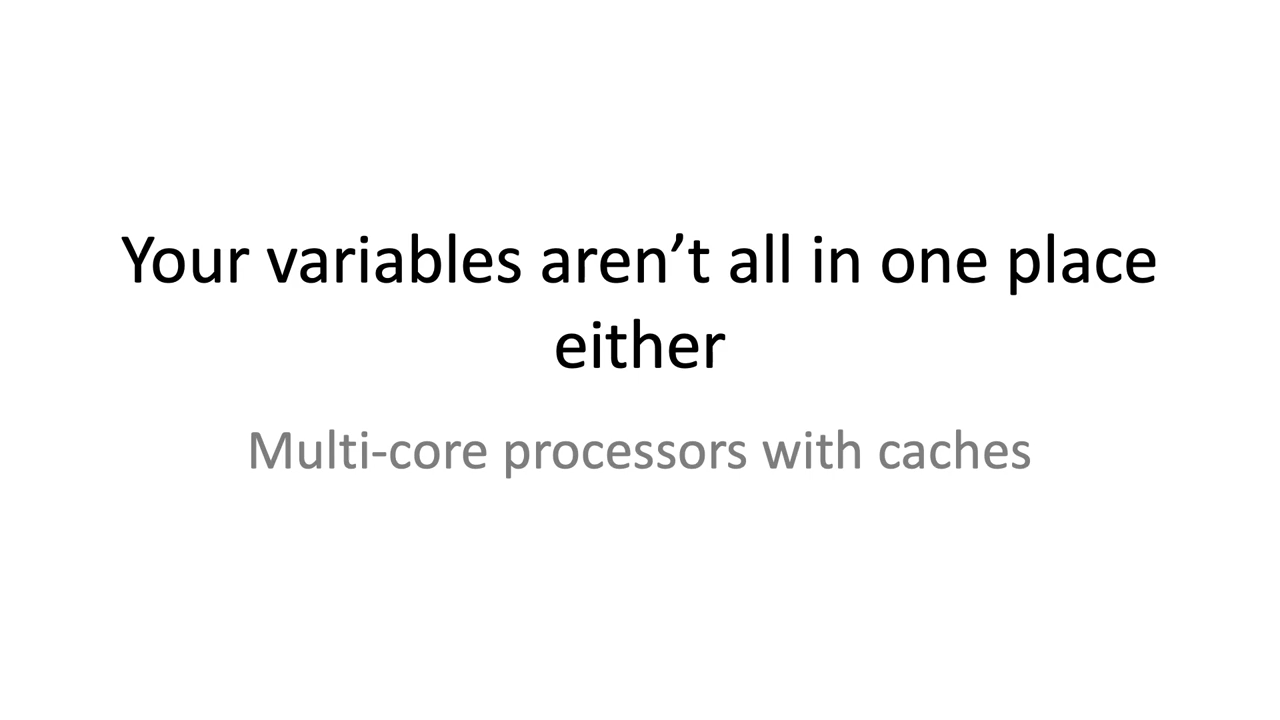 Your variables aren’t all in one place
either
Multi-core processors with caches